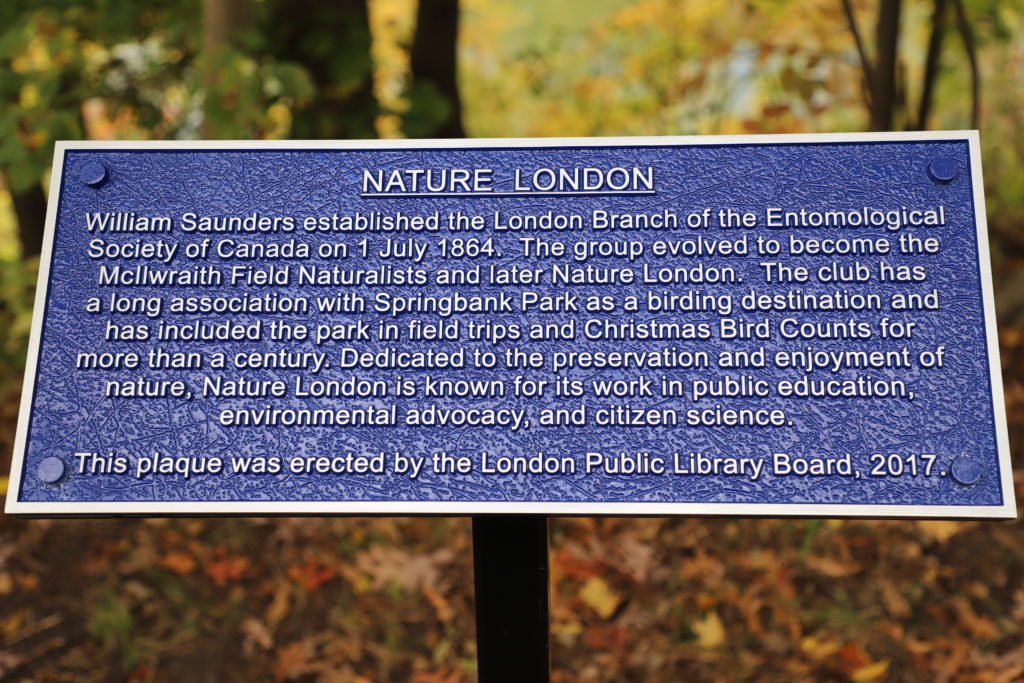 NATURE LONDON
William Saunders established the London Branch of the Entomological
Society of Canada on 1 July 1864. The group evolved to become the
McIlwraith Field Naturalists and later Nature London. The club has
a long association with Springbank Park as a birding destination and
has included the park in field trips and Christmas Bird Counts for
more than a century. Dedicated to the preservation and enjoyment of
nature, Nature London is known for its work in public education,
environmental advocacy, and citizen science.
This plaque was erected by the London Public Library Board, 2017.